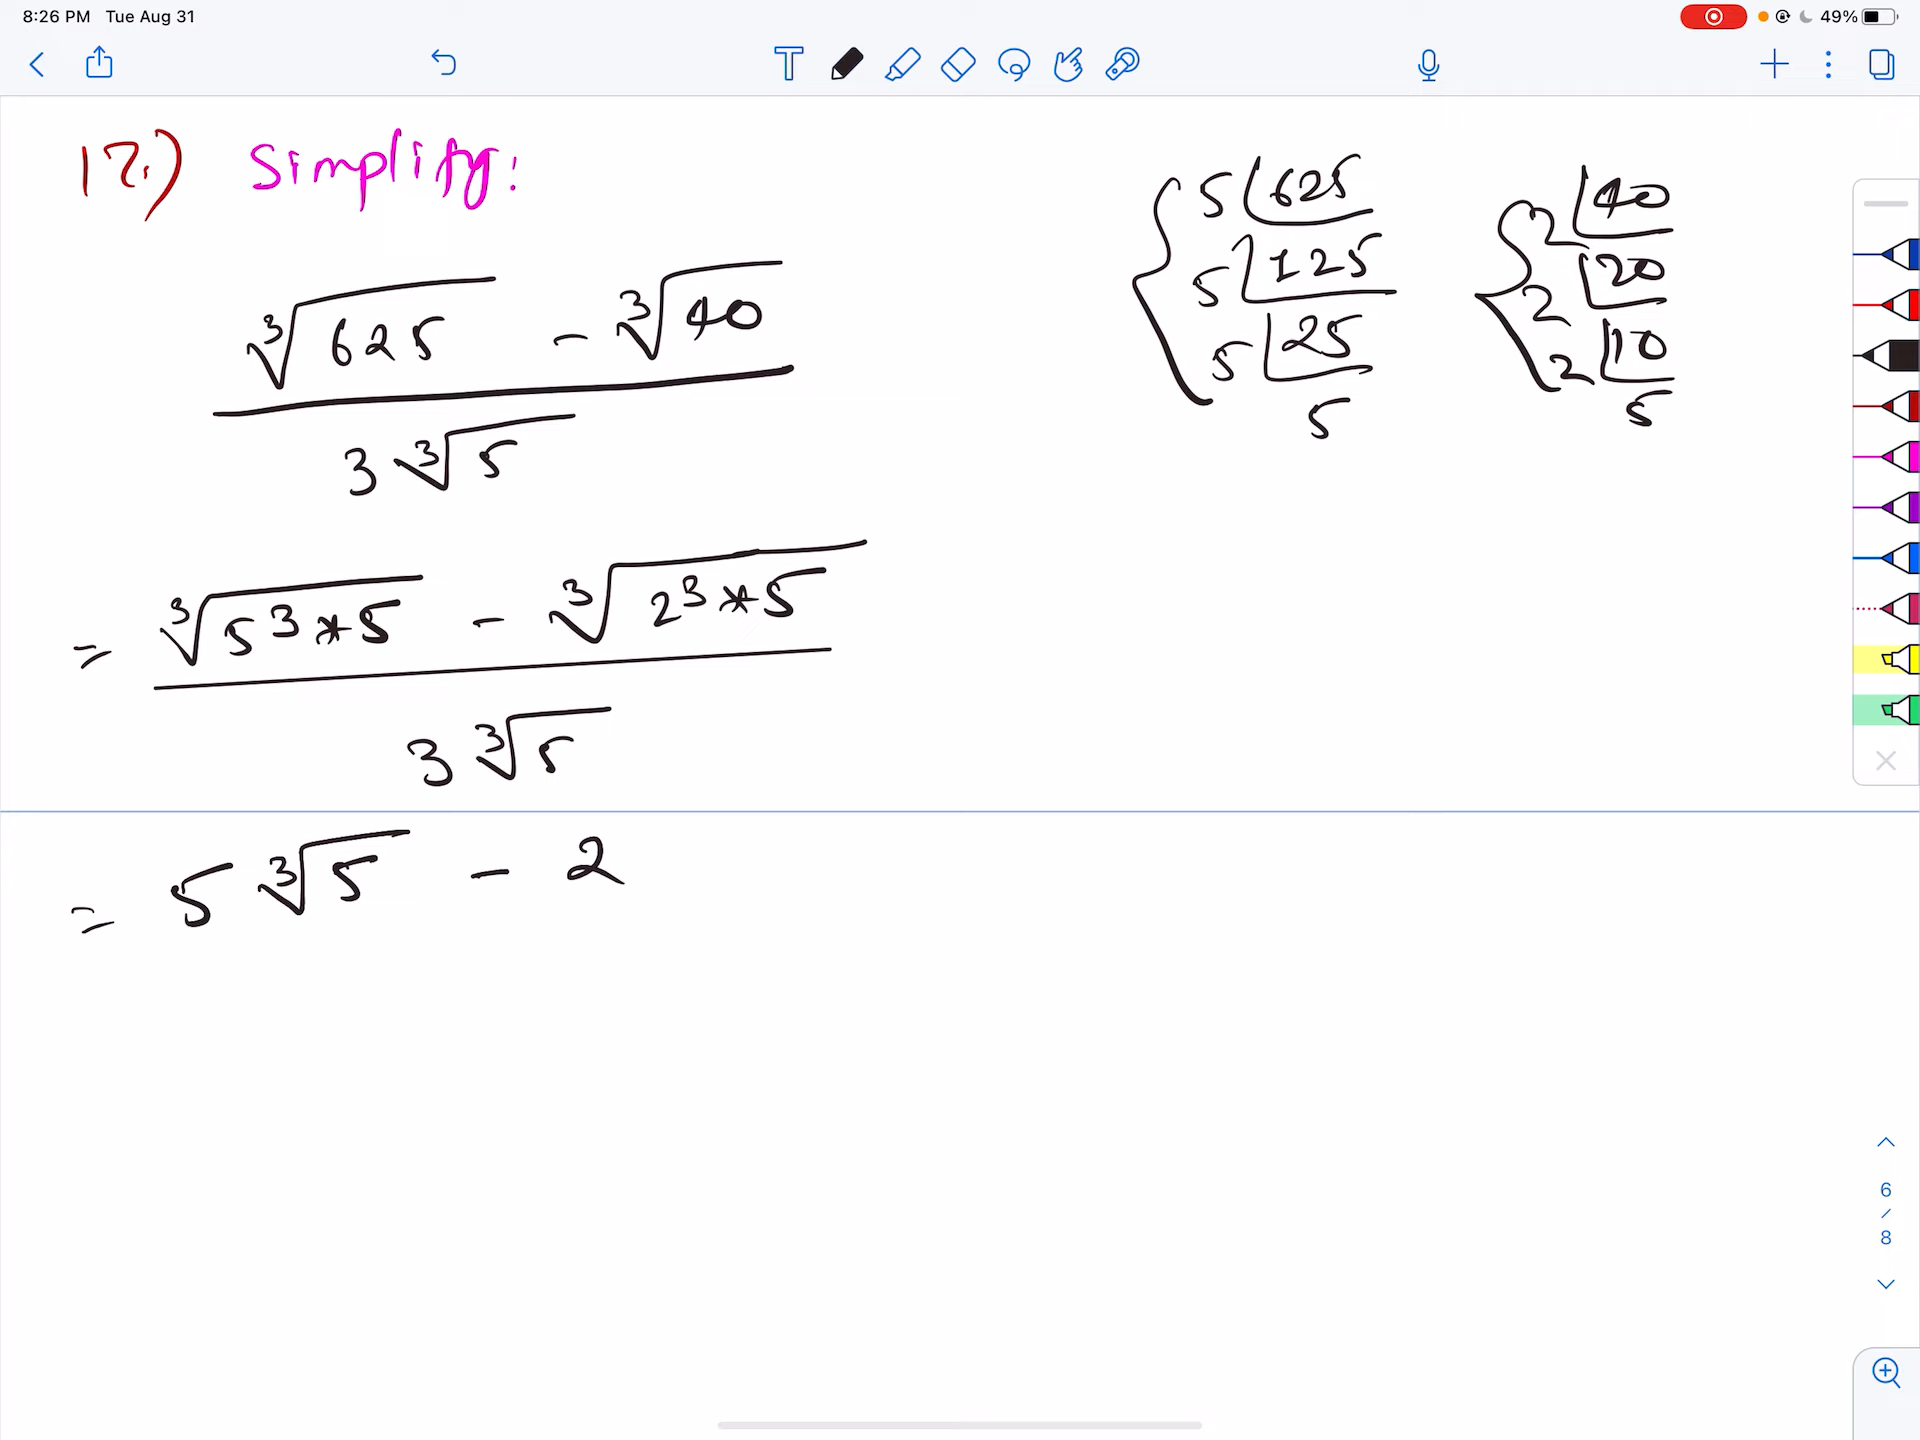 8:26 PM Tue Aug 31
49%
T
17.) Simplify:
∛625 - ∛40
3 ∛5
= ∛5³*5 - ∛2³*5
3 ∛5
= 5 ∛5 - 2
5 625
5 125
5 25
5
2 40
2 20
2 10
5
6
/
8